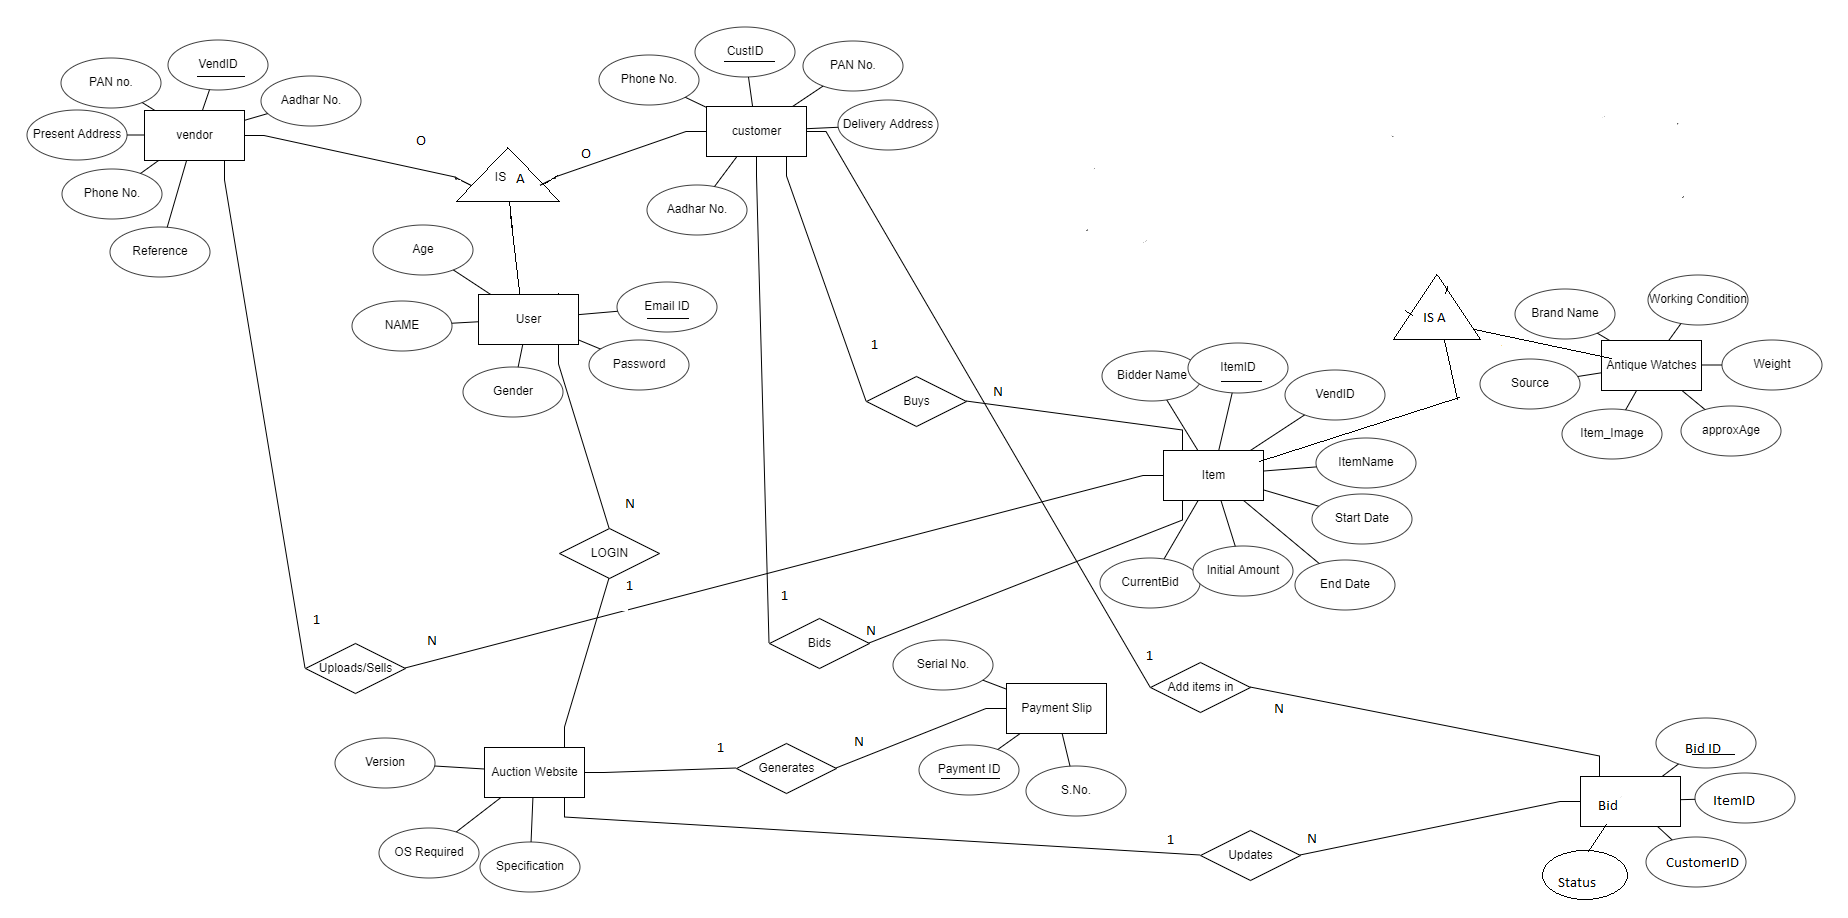 VendID
PAN no.
Aadhar No.
Present Address
vendor
Phone No.
Reference
O
IS A
O
CustID
Phone No.
PAN No.
customer
Delivery Address
Aadhar No.
Age
NAME
User
Email ID
Password
Gender
1
Buys
N
N
LOGIN
1
Bidder Name
ItemID
VendID
Item
ItemName
Start Date
CurrentBid
Initial Amount
End Date
IS A
Brand Name
Working Condition
Antique Watches
Weight
Source
Item_Image
approxAge
1
Uploads/Sells
N
1
Bids
N
Serial No.
Payment Slip
Payment ID
S.No.
1
Add items in
N
Version
Auction Website
OS Required
Specification
1
Generates
N
1
Updates
N
Bid ID
Bid
ItemID
CustomerID
Status